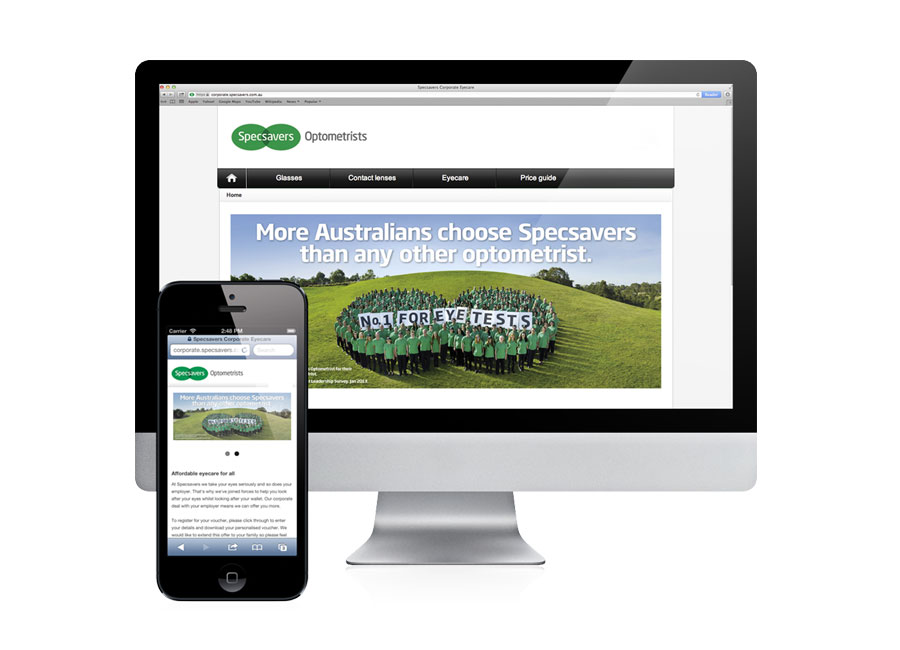 Specsavers Corporate Eyecare
corporate.specsavers.com.au
Reader
Apple Yahoo! Google Maps YouTube Wikipedia News Popular
Specsavers Optometrists
Glasses Contact lenses Eyecare Price guide
Home
More Australians choose Specsavers
than any other optometrist.
No.1 FOR EYE TESTS
Optometrist for them
Leadership Survey, Jan 2013
Carrier 2:48 PM
Specsavers Corporate Eyecare
corporate.specsavers.c
Search
Specsavers Optometrists
More Australians choose Specsavers
than any other optometrist.
No.1 FOR EYE TESTS
Affordable eyecare for all
At Specsavers we take your eyes seriously and so does your
employer. That's why we've joined forces to help you look
after your eyes whilst looking after your wallet. Our corporate
deal with your employer means we can offer you more.
To register for your voucher, please click through to enter
your details and download your personalised voucher. We
would like to extend this offer to your family so please feel